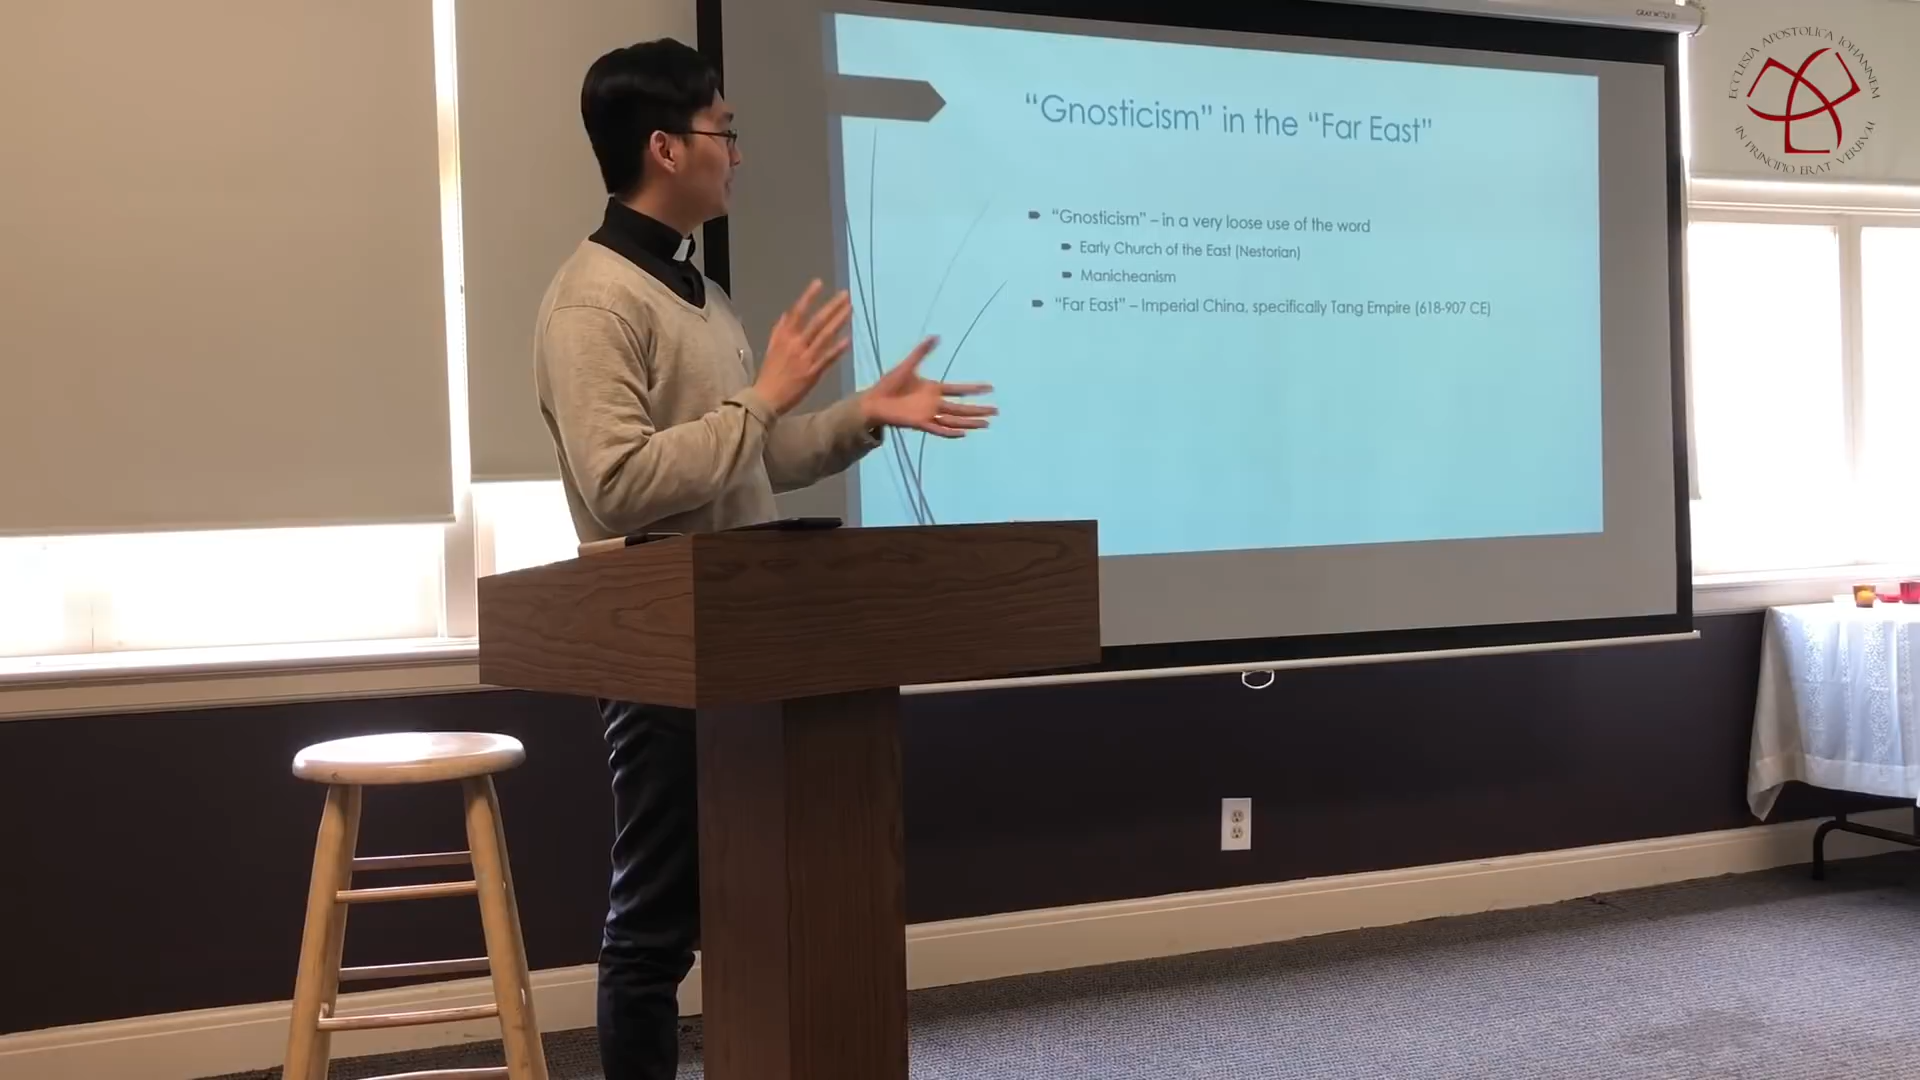 “Gnosticism” in the “Far East”
“Gnosticism” – in a very loose use of the word
Early Church of the East (Nestorian)
Manicheanism
“Far East” – Imperial China, specifically Tang Empire (618-907 CE)
ECCLESIA APOSTOLICA IOHANNEM
IN PRINCIPIO ERAT VERBVM